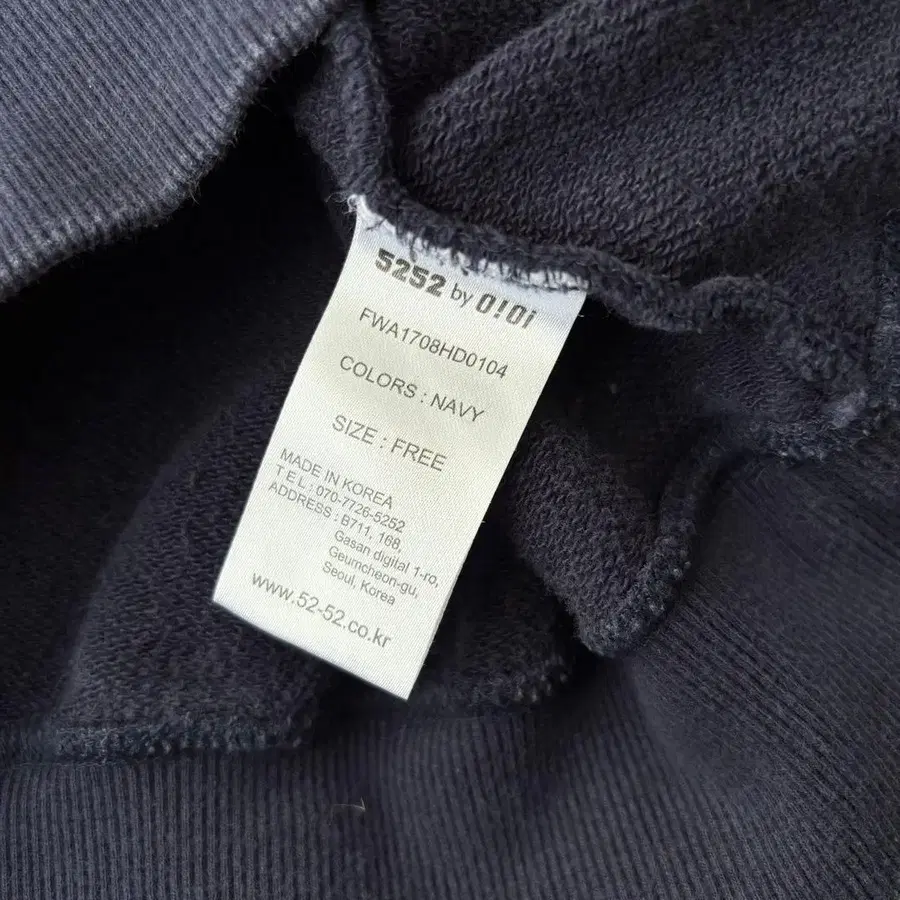 5252 by O!Oi
FWA1708HD0104
COLORS : NAVY
SIZE : FREE
MADE IN KOREA
TEL : 070-7726-5252
ADDRESS : B711, 168,
Gasan digital 1-ro,
Geumcheon-gu,
Seoul, Korea
www.52-52.co.kr